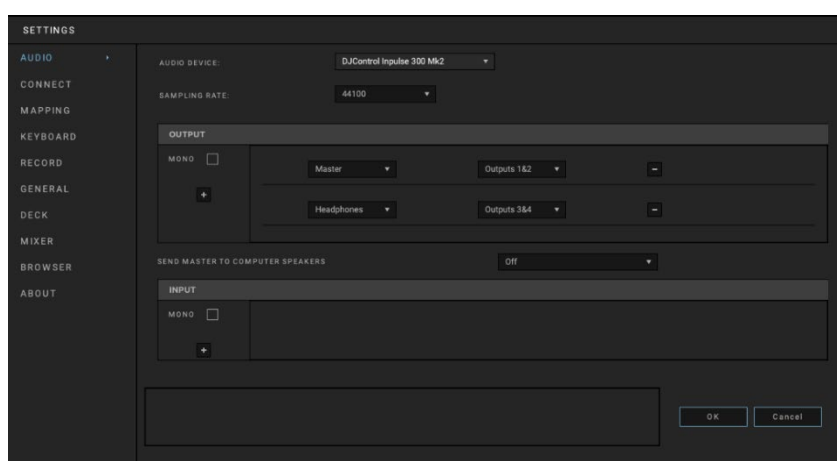 SETTINGS
AUDIO
CONNECT
MAPPING
KEYBOARD
RECORD
GENERAL
DECK
MIXER
BROWSER
ABOUT
AUDIO DEVICE: DJControl Inpulse 300 Mk2
SAMPLING RATE: 44100
OUTPUT
MONO
+
Master Outputs 1&2 −
Headphones Outputs 3&4 −
SEND MASTER TO COMPUTER SPEAKERS Off
INPUT
MONO
+
OK Cancel